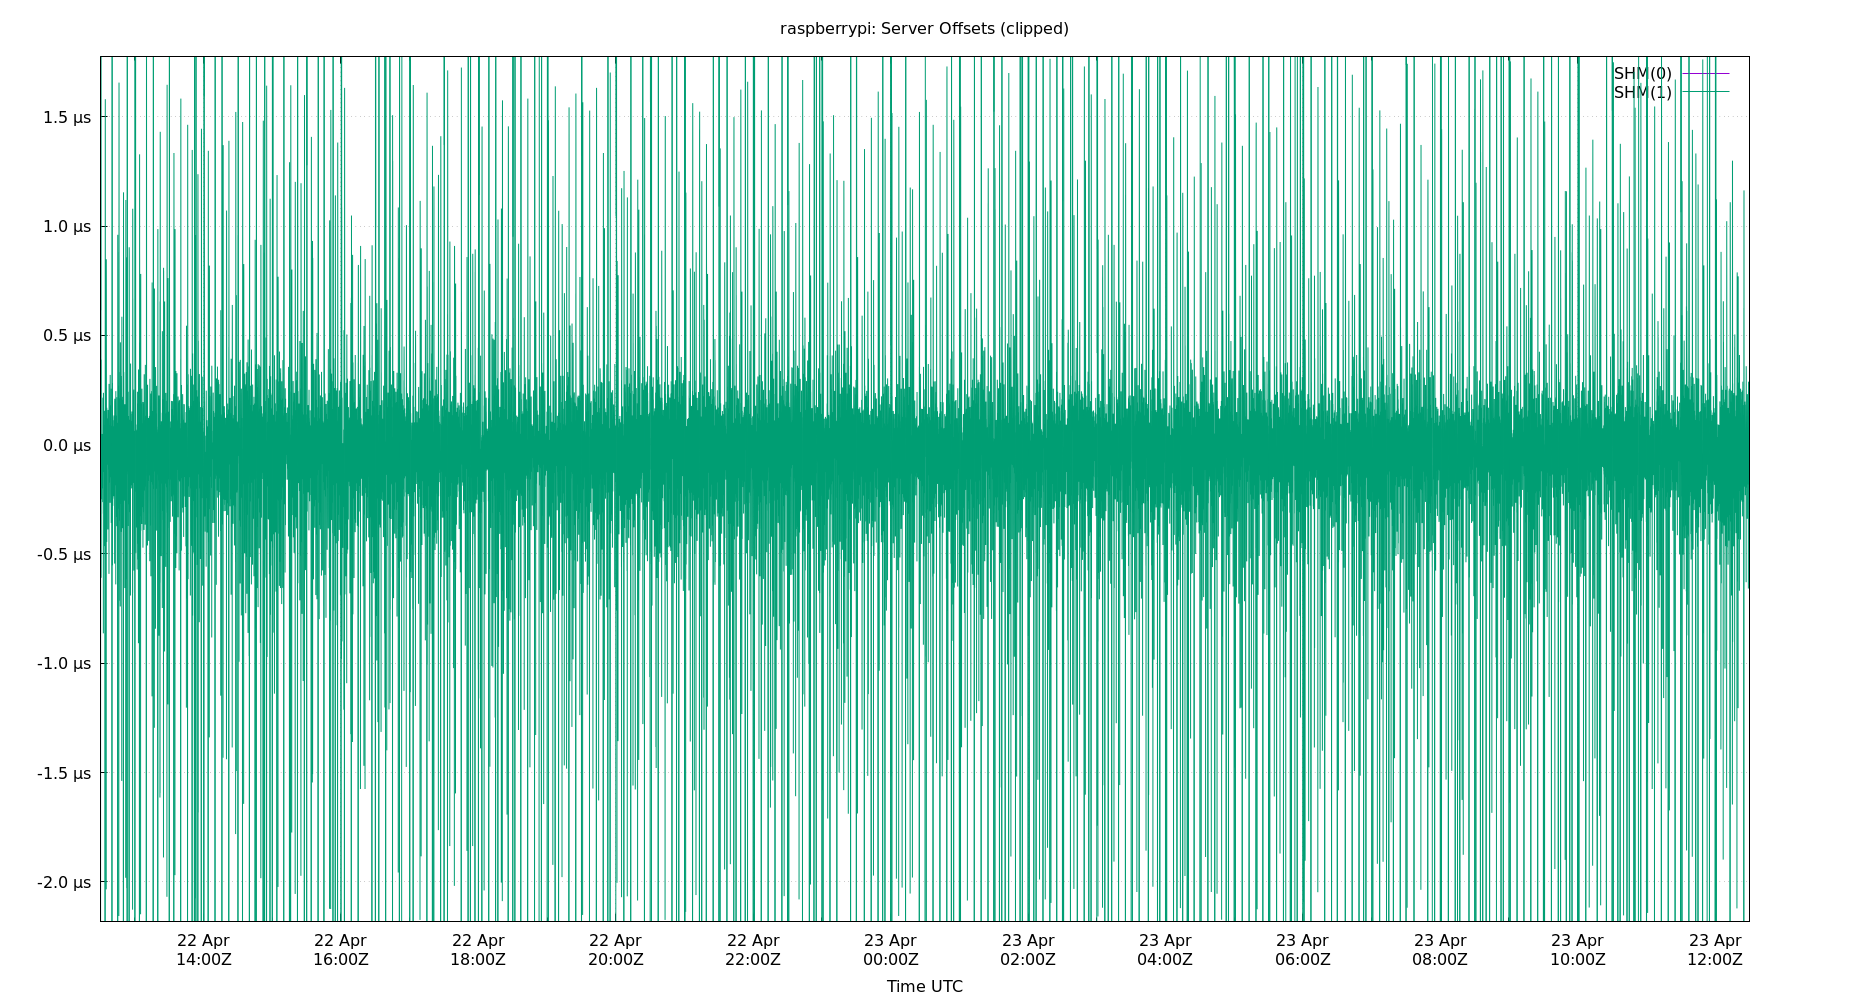 raspberrypi: Server Offsets (clipped)
SHM(0)
SHM(1)
1.5 µs
1.0 µs
0.5 µs
0.0 µs
-0.5 µs
-1.0 µs
-1.5 µs
-2.0 µs
22 Apr 22 Apr 22 Apr 22 Apr 22 Apr 23 Apr 23 Apr 23 Apr 23 Apr 23 Apr 23 Apr 23 Apr
14:00Z 16:00Z 18:00Z 20:00Z 22:00Z 00:00Z 02:00Z 04:00Z 06:00Z 08:00Z 10:00Z 12:00Z
Time UTC